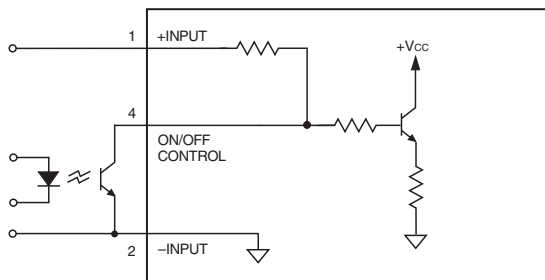 1 +INPUT
+VCC
4
ON/OFF
CONTROL
2 –INPUT